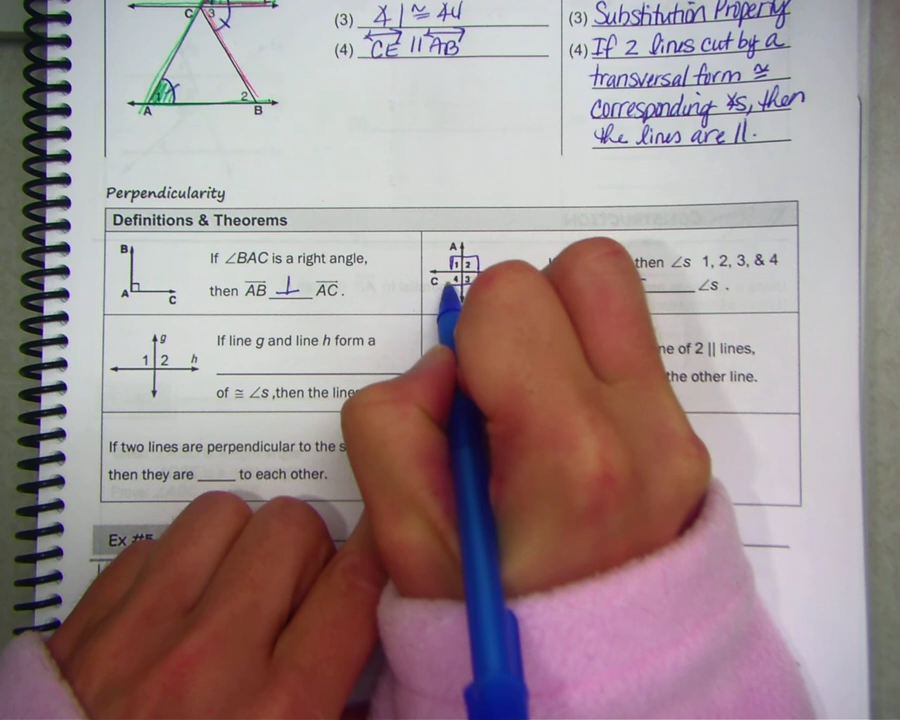 C 3
1
2
A
B
(3) ∡1 ≅ ∡4
(4) CE || AB
(3) Substitution Property
(4) If 2 lines cut by a
transversal form ≅
corresponding ∡s, then
the lines are ||.
Perpendicularity
Definitions & Theorems
B
A
C
If ∠BAC is a right angle,
then AB ⊥ AC.
A
1 2
C 4 3
then ∠s 1, 2, 3, & 4
∠s .
g
1 2 h
If line g and line h form a
of ≅ ∠s ,then the line
of 2 || lines,
the other line.
If two lines are perpendicular to the
then they are _____ to each other.
Ex #5